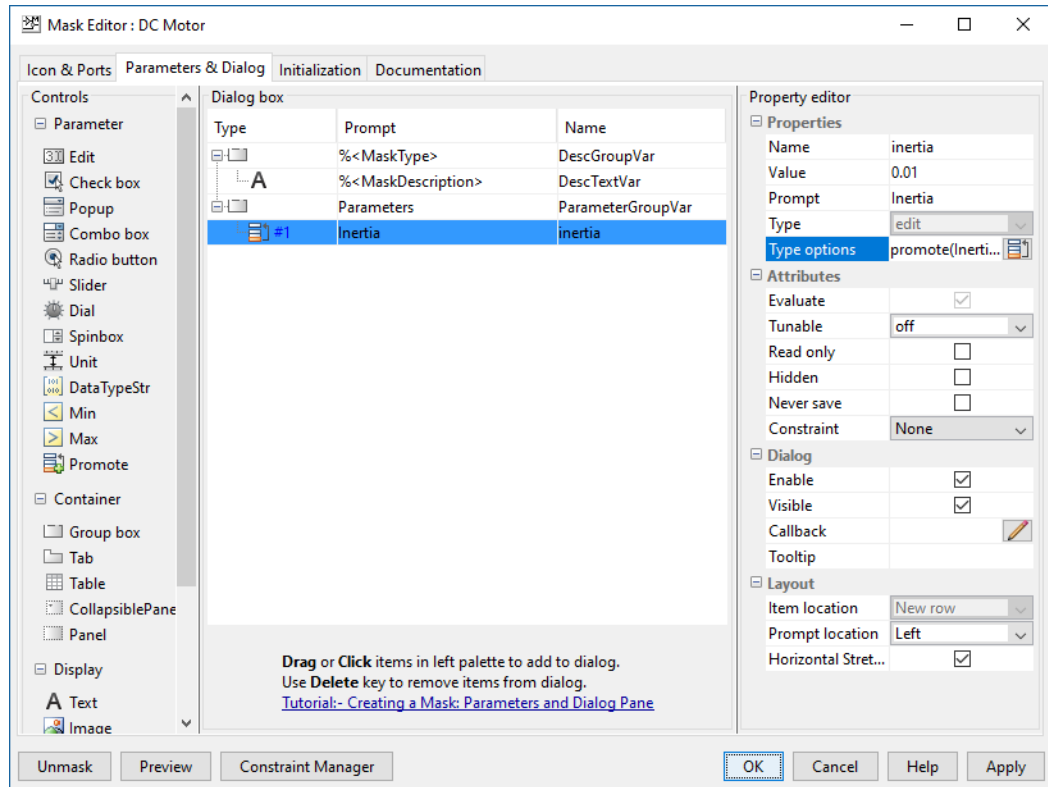 Mask Editor : DC Motor
Icon & Ports Parameters & Dialog Initialization Documentation
Controls
Parameter
Edit
Check box
Popup
Combo box
Radio button
Slider
Dial
Spinbox
Unit
DataTypeStr
Min
Max
Promote
Container
Group box
Tab
Table
CollapsiblePane
Panel
Display
A Text
Image
Dialog box
Type Prompt Name
%<MaskType> DescGroupVar
A %<MaskDescription> DescTextVar
Parameters ParameterGroupVar
#1 Inertia inertia
Drag or Click items in left palette to add to dialog.
Use Delete key to remove items from dialog.
Tutorial:- Creating a Mask: Parameters and Dialog Pane
Property editor
Properties
Name inertia
Value 0.01
Prompt Inertia
Type edit
Type options promote(Inerti...
Attributes
Evaluate
Tunable off
Read only
Hidden
Never save
Constraint None
Dialog
Enable
Visible
Callback
Tooltip
Layout
Item location New row
Prompt location Left
Horizontal Stret...
Unmask Preview Constraint Manager OK Cancel Help Apply